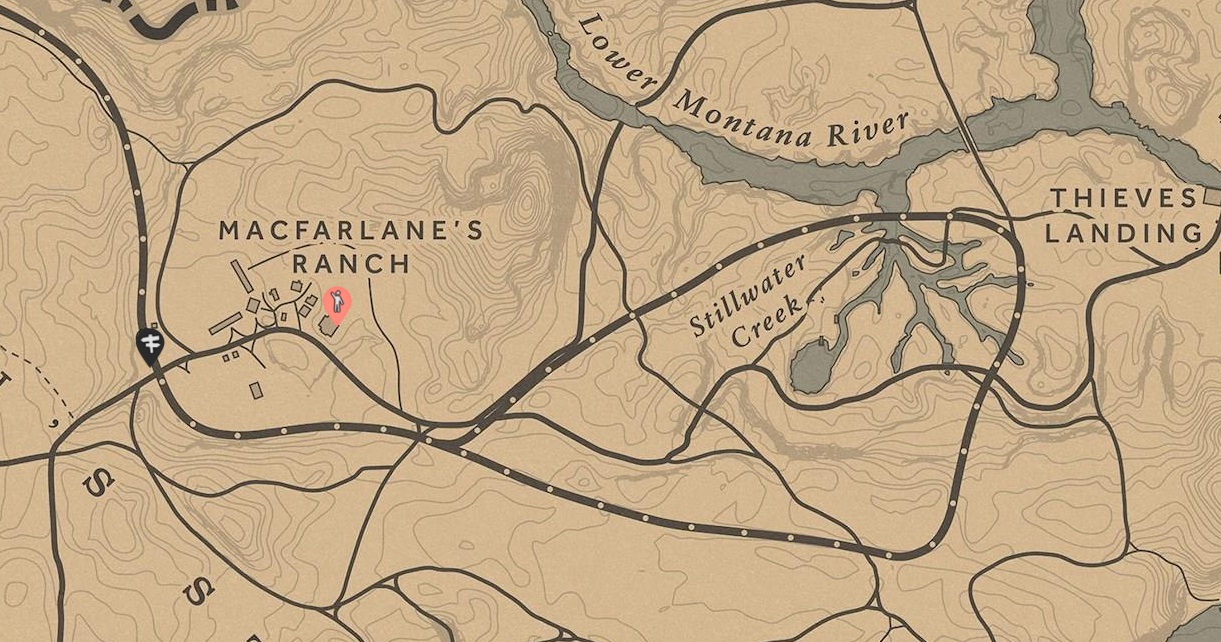 Lower
Montana River
THIEVES
LANDING
MACFARLANE'S
RANCH
Stillwater
Creek
S
S